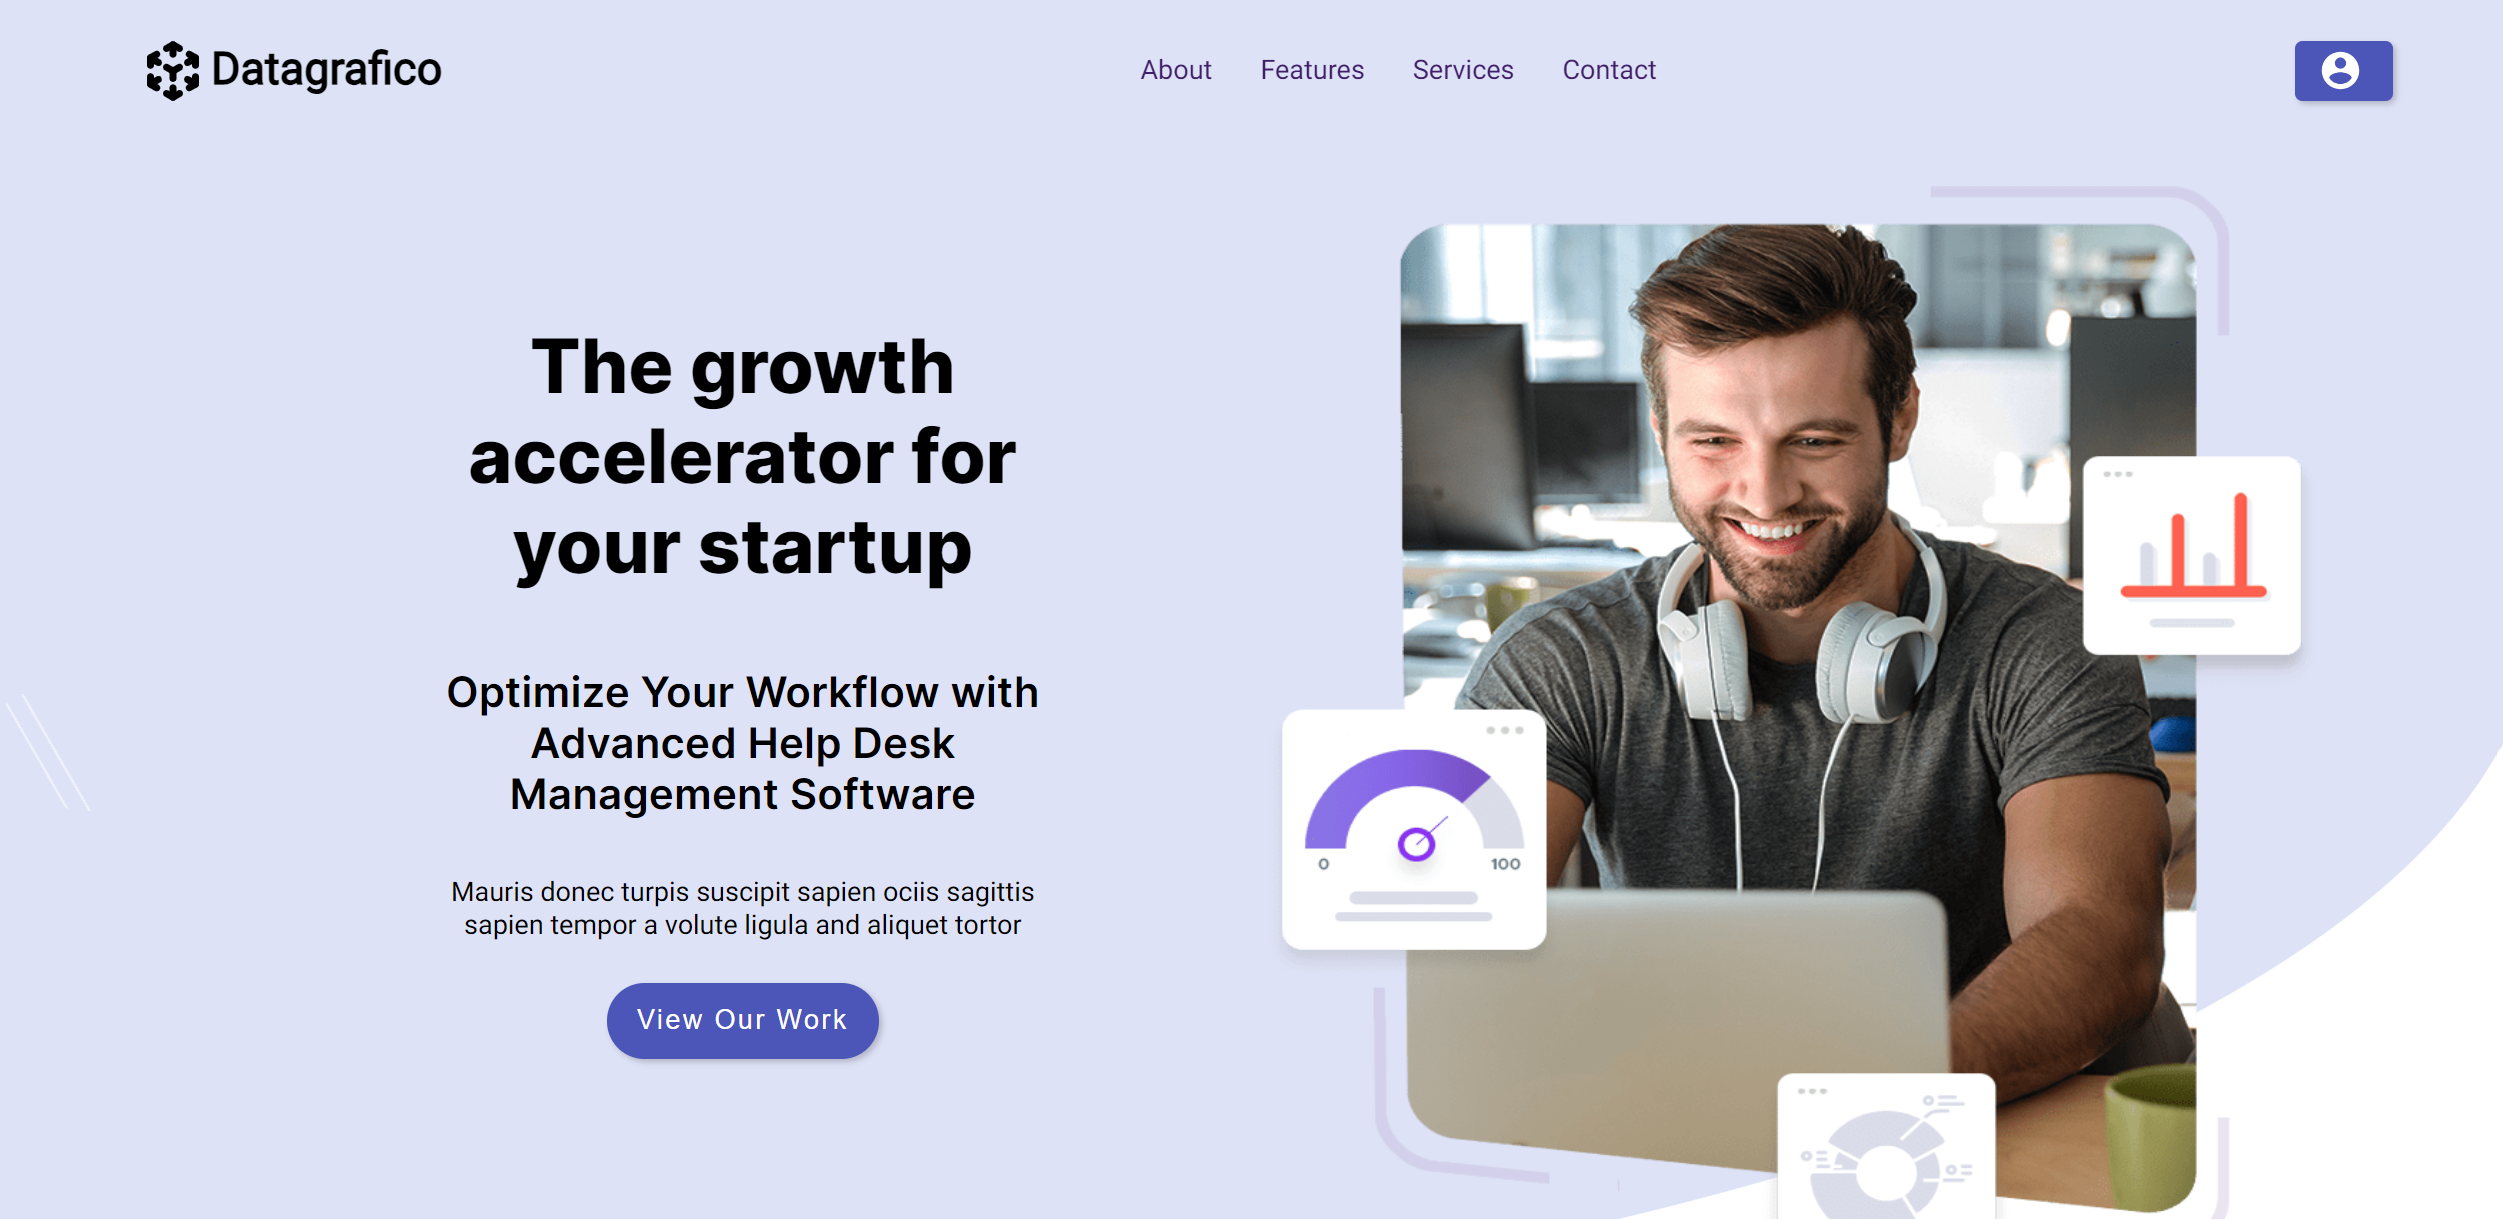 Datagrafico
About Features Services Contact
The growth
accelerator for
your startup
Optimize Your Workflow with
Advanced Help Desk
Management Software
Mauris donec turpis suscipit sapien ociis sagittis
sapien tempor a volute ligula and aliquet tortor
View Our Work
0 100